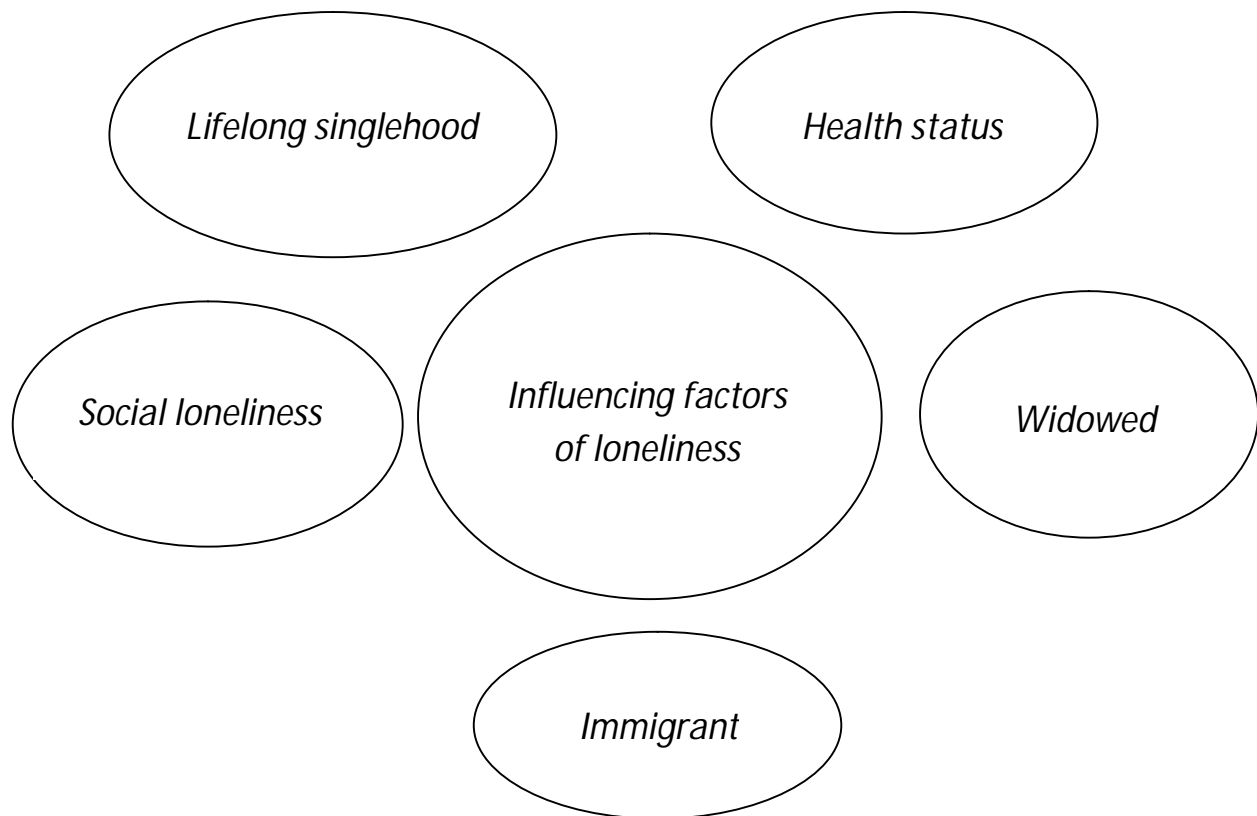 Lifelong singlehood
Health status
Social loneliness
Influencing factors
of loneliness
Widowed
Immigrant